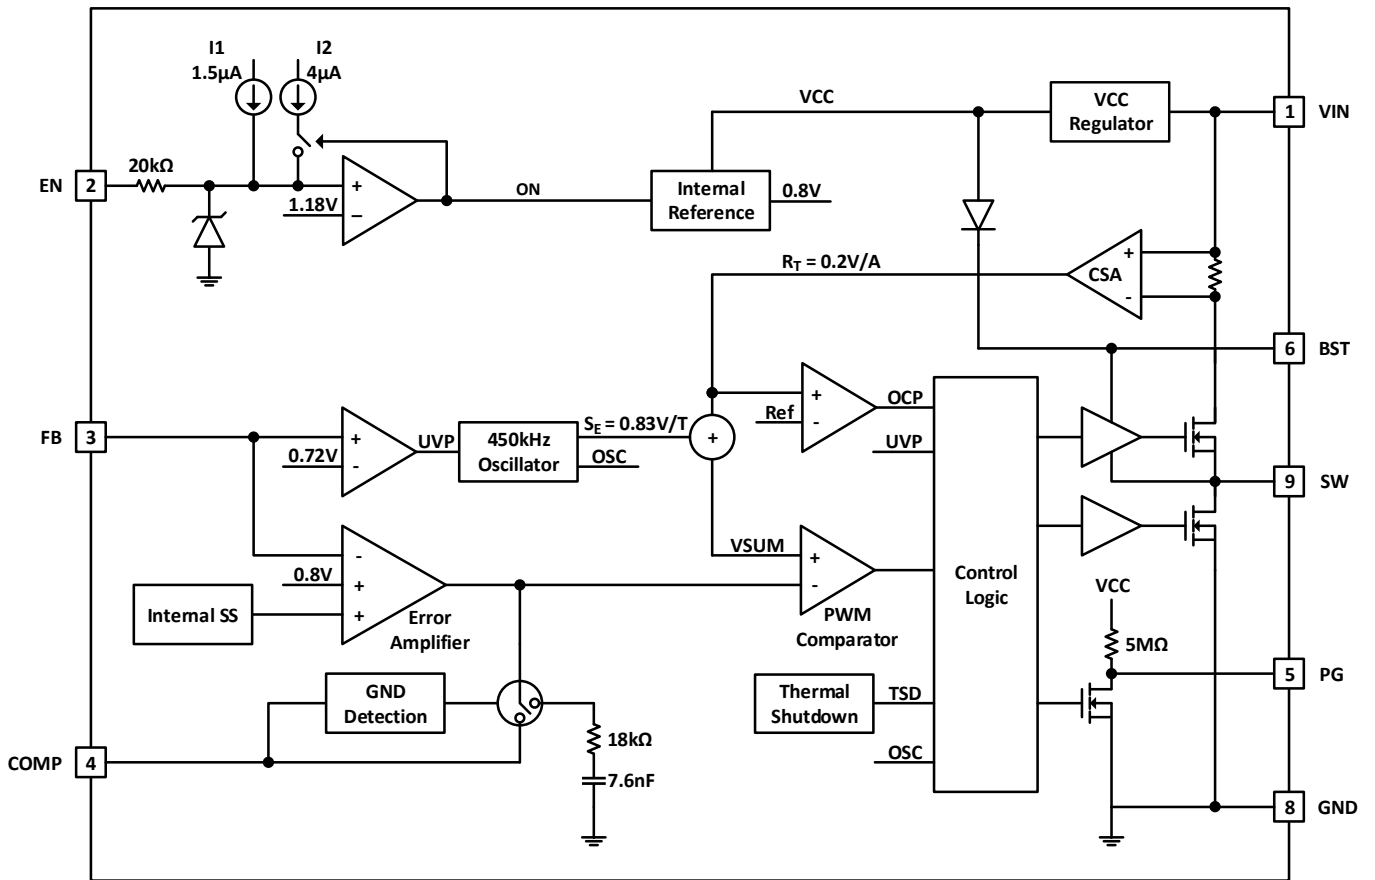 I1
1.5µA
I2
4µA
VCC
VCC
Regulator
1
VIN
EN
2
20kΩ
+
1.18V
–
ON
Internal
Reference
0.8V
R_T = 0.2V/A
CSA
+
-
6
BST
FB
3
+
0.72V
-
UVP
450kHz
Oscillator
S_E = 0.83V/T
OSC
+
+
Ref
-
OCP
UVP
9
SW
-
0.8V
+
+
Internal SS
Error
Amplifier
VSUM
+
-
PWM
Comparator
Control
Logic
VCC
5MΩ
5
PG
GND
Detection
Thermal
Shutdown
TSD
OSC
18kΩ
7.6nF
COMP
4
8
GND